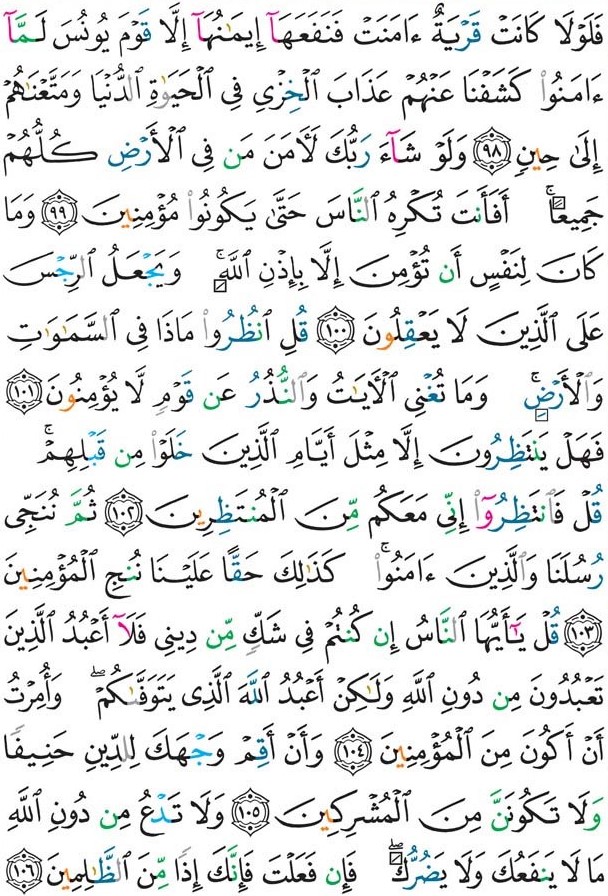 فَلَوْلَا كَانَتْ قَرْيَةٌ ءَامَنَتْ فَنَفَعَهَآ إِيمَٰنُهَآ إِلَّا قَوْمَ يُونُسَ لَمَّآ
ءَامَنُوا۟ كَشَفْنَا عَنْهُمْ عَذَابَ ٱلْخِزْىِ فِى ٱلْحَيَوٰةِ ٱلدُّنْيَا وَمَتَّعْنَٰهُمْ
إِلَىٰ حِينٍ ٩٨ وَلَوْ شَآءَ رَبُّكَ لَـَٔامَنَ مَن فِى ٱلْأَرْضِ كُلُّهُمْ
جَمِيعًا ۚ أَفَأَنتَ تُكْرِهُ ٱلنَّاسَ حَتَّىٰ يَكُونُوا۟ مُؤْمِنِينَ ٩٩ وَمَا
كَانَ لِنَفْسٍ أَن تُؤْمِنَ إِلَّا بِإِذْنِ ٱللَّهِ ۚ وَيَجْعَلُ ٱلرِّجْسَ
عَلَى ٱلَّذِينَ لَا يَعْقِلُونَ ١٠٠ قُلِ ٱنظُرُوا۟ مَاذَا فِى ٱلسَّمَٰوَٰتِ
وَٱلْأَرْضِ ۚ وَمَا تُغْنِى ٱلْـَٔايَٰتُ وَٱلنُّذُرُ عَن قَوْمٍ لَّا يُؤْمِنُونَ ١٠١
فَهَلْ يَنتَظِرُونَ إِلَّا مِثْلَ أَيَّامِ ٱلَّذِينَ خَلَوْا۟ مِن قَبْلِهِمْ ۚ
قُلْ فَٱنتَظِرُوٓا۟ إِنِّى مَعَكُم مِّنَ ٱلْمُنتَظِرِينَ ١٠٢ ثُمَّ نُنَجِّى
رُسُلَنَا وَٱلَّذِينَ ءَامَنُوا۟ ۚ كَذَٰلِكَ حَقًّا عَلَيْنَا نُنجِ ٱلْمُؤْمِنِينَ
١٠٣ قُلْ يَٰٓأَيُّهَا ٱلنَّاسُ إِن كُنتُمْ فِى شَكٍّ مِّن دِينِى فَلَآ أَعْبُدُ ٱلَّذِينَ
تَعْبُدُونَ مِن دُونِ ٱللَّهِ وَلَٰكِنْ أَعْبُدُ ٱللَّهَ ٱلَّذِى يَتَوَفَّىٰكُمْ ۖ وَأُمِرْتُ
أَنْ أَكُونَ مِنَ ٱلْمُؤْمِنِينَ ١٠٤ وَأَنْ أَقِمْ وَجْهَكَ لِلدِّينِ حَنِيفًا
وَلَا تَكُونَنَّ مِنَ ٱلْمُشْرِكِينَ ١٠٥ وَلَا تَدْعُ مِن دُونِ ٱللَّهِ
مَا لَا يَنفَعُكَ وَلَا يَضُرُّكَ ۖ فَإِن فَعَلْتَ فَإِنَّكَ إِذًا مِّنَ ٱلظَّٰلِمِينَ ١٠٦